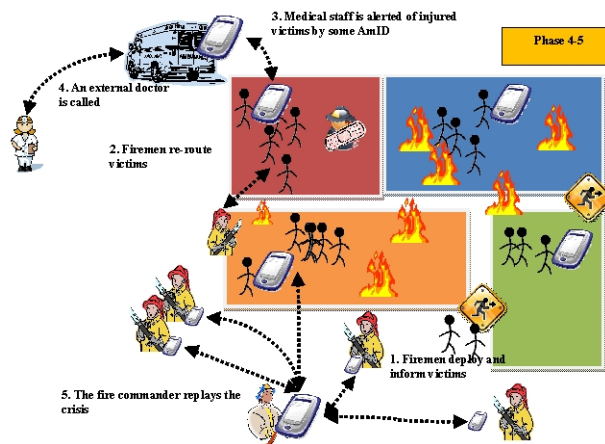 3. Medical staff is alerted of injured
victims by some AmID
Phase 4-5
4. An external doctor
is called
2. Firemen re-route
victims
1. Firemen deploy and
inform victims
5. The fire commander replays the
crisis